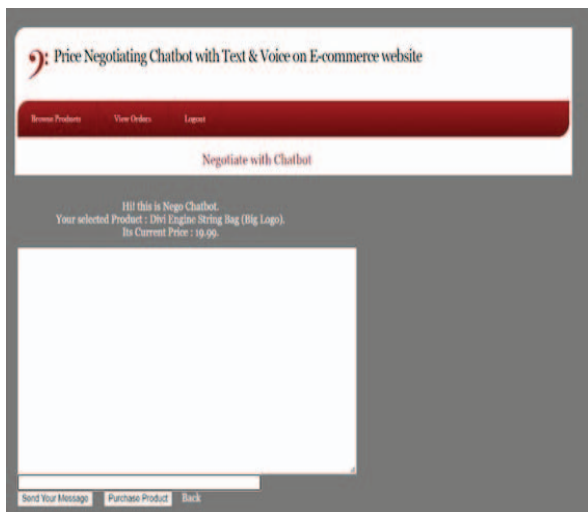 Price Negotiating Chatbot with Text & Voice on E-commerce website
Browse Products View Orders Logout
Negotiate with Chatbot
Hi! this is Nego Chatbot.
Your selected Product : Divi Engine String Bag (Big Logo).
Its Current Price : 19.99.
Send Your Message Purchase Product Back